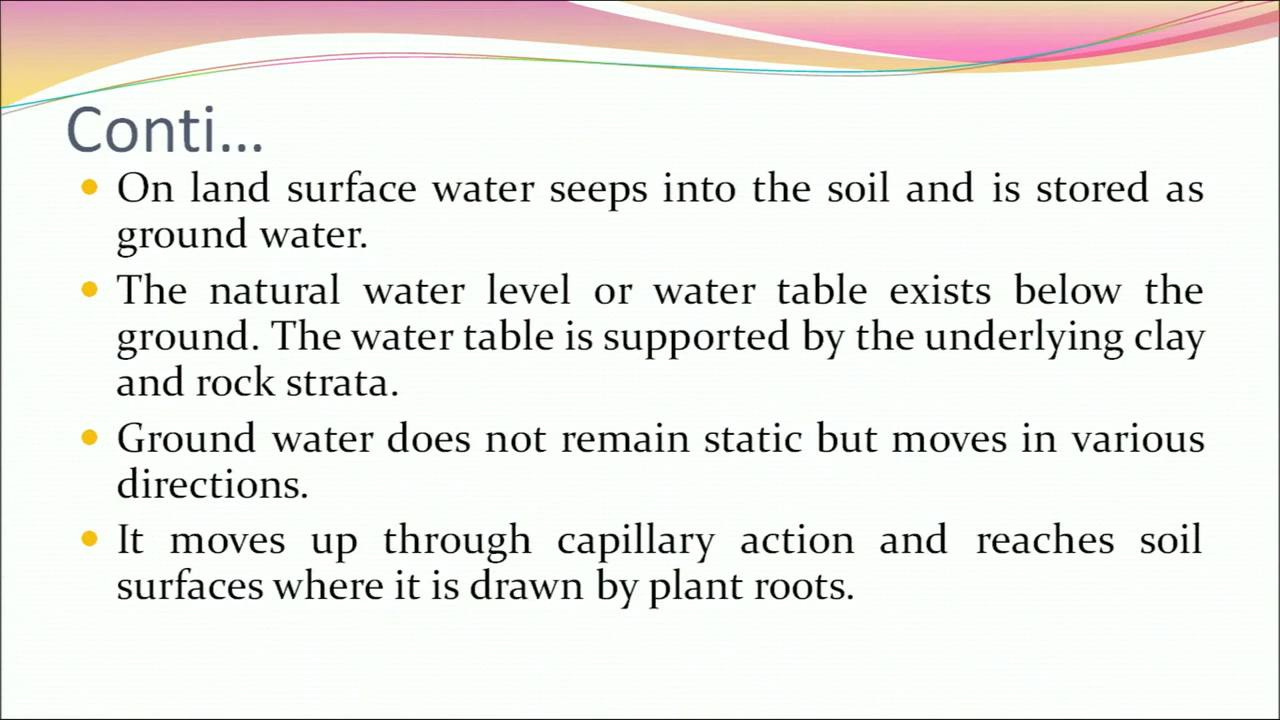 Conti...
On land surface water seeps into the soil and is stored as
ground water.
The natural water level or water table exists below the
ground. The water table is supported by the underlying clay
and rock strata.
Ground water does not remain static but moves in various
directions.
It moves up through capillary action and reaches soil
surfaces where it is drawn by plant roots.